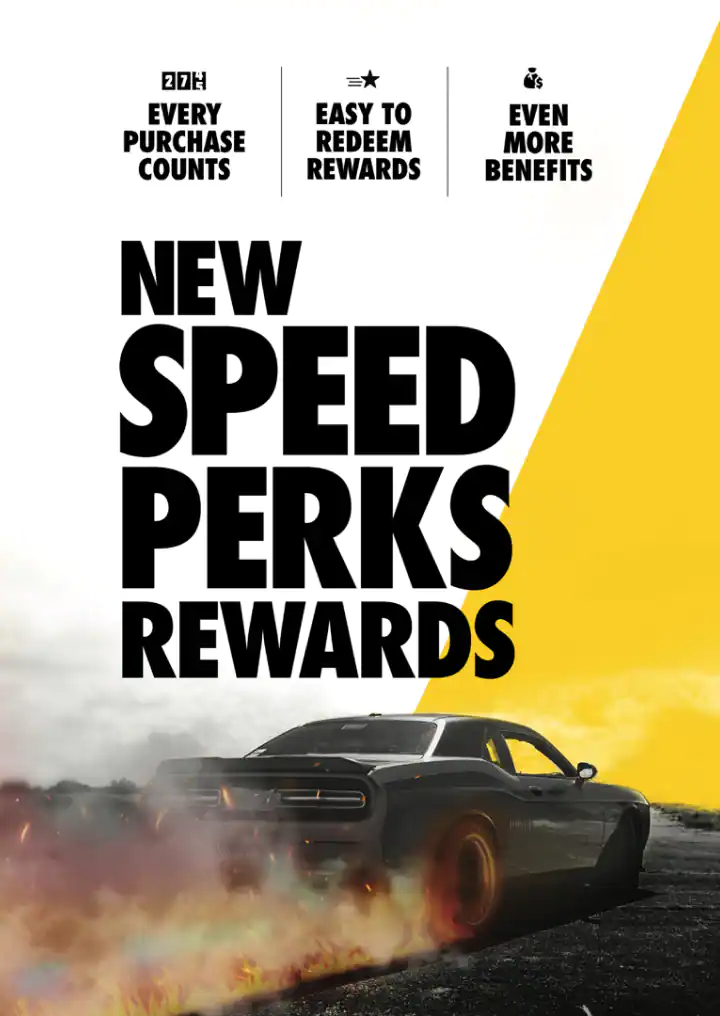 EVERY
PURCHASE
COUNTS
EASY TO
REDEEM
REWARDS
EVEN
MORE
BENEFITS
NEW
SPEED
PERKS
REWARDS